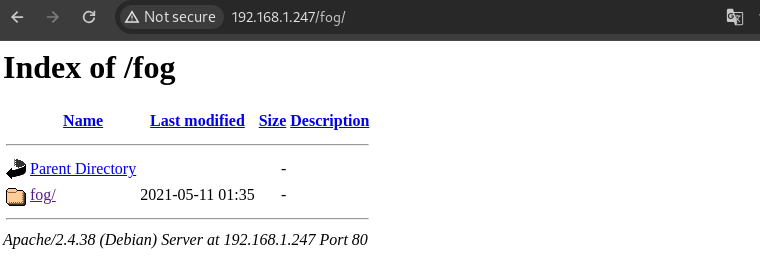 Not secure 192.168.1.247/fog/
Index of /fog
Name Last modified Size Description
Parent Directory -
fog/ 2021-05-11 01:35 -
Apache/2.4.38 (Debian) Server at 192.168.1.247 Port 80